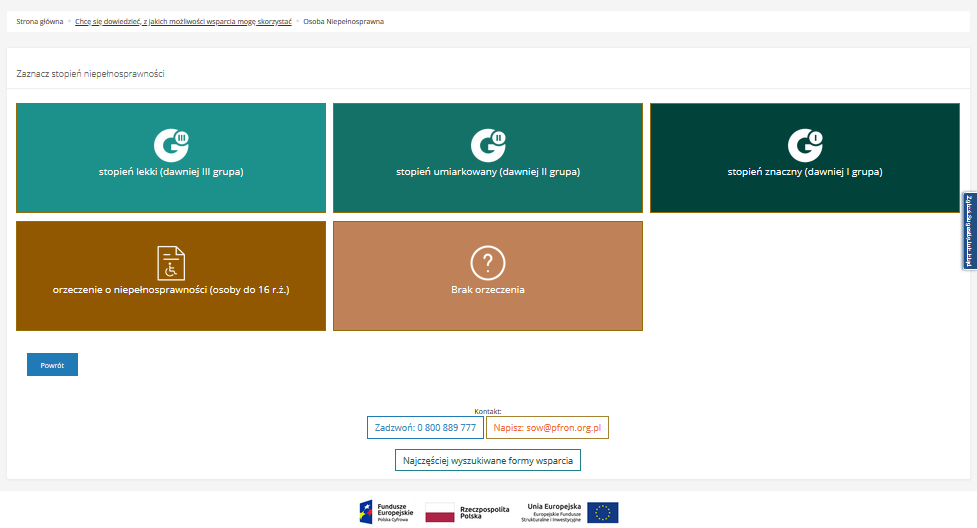 Strona główna
Chcę się dowiedzieć, z jakich możliwości wsparcia mogę skorzystać
Osoba Niepełnosprawna
Zaznacz stopień niepełnosprawności
III
stopień lekki (dawniej III grupa)
II
stopień umiarkowany (dawniej II grupa)
I
stopień znaczny (dawniej I grupa)
orzeczenie o niepełnosprawności (osoby do 16 r.ż.)
?
Brak orzeczenia
Powrót
Kontakt:
Zadzwoń: 0 800 889 777
Napisz: sow@pfron.org.pl
Najczęściej wyszukiwane formy wsparcia
Fundusze
Europejskie
Polska Cyfrowa
Rzeczpospolita
Polska
Unia Europejska
Europejskie Fundusze
Strukturalne i Inwestycyjne